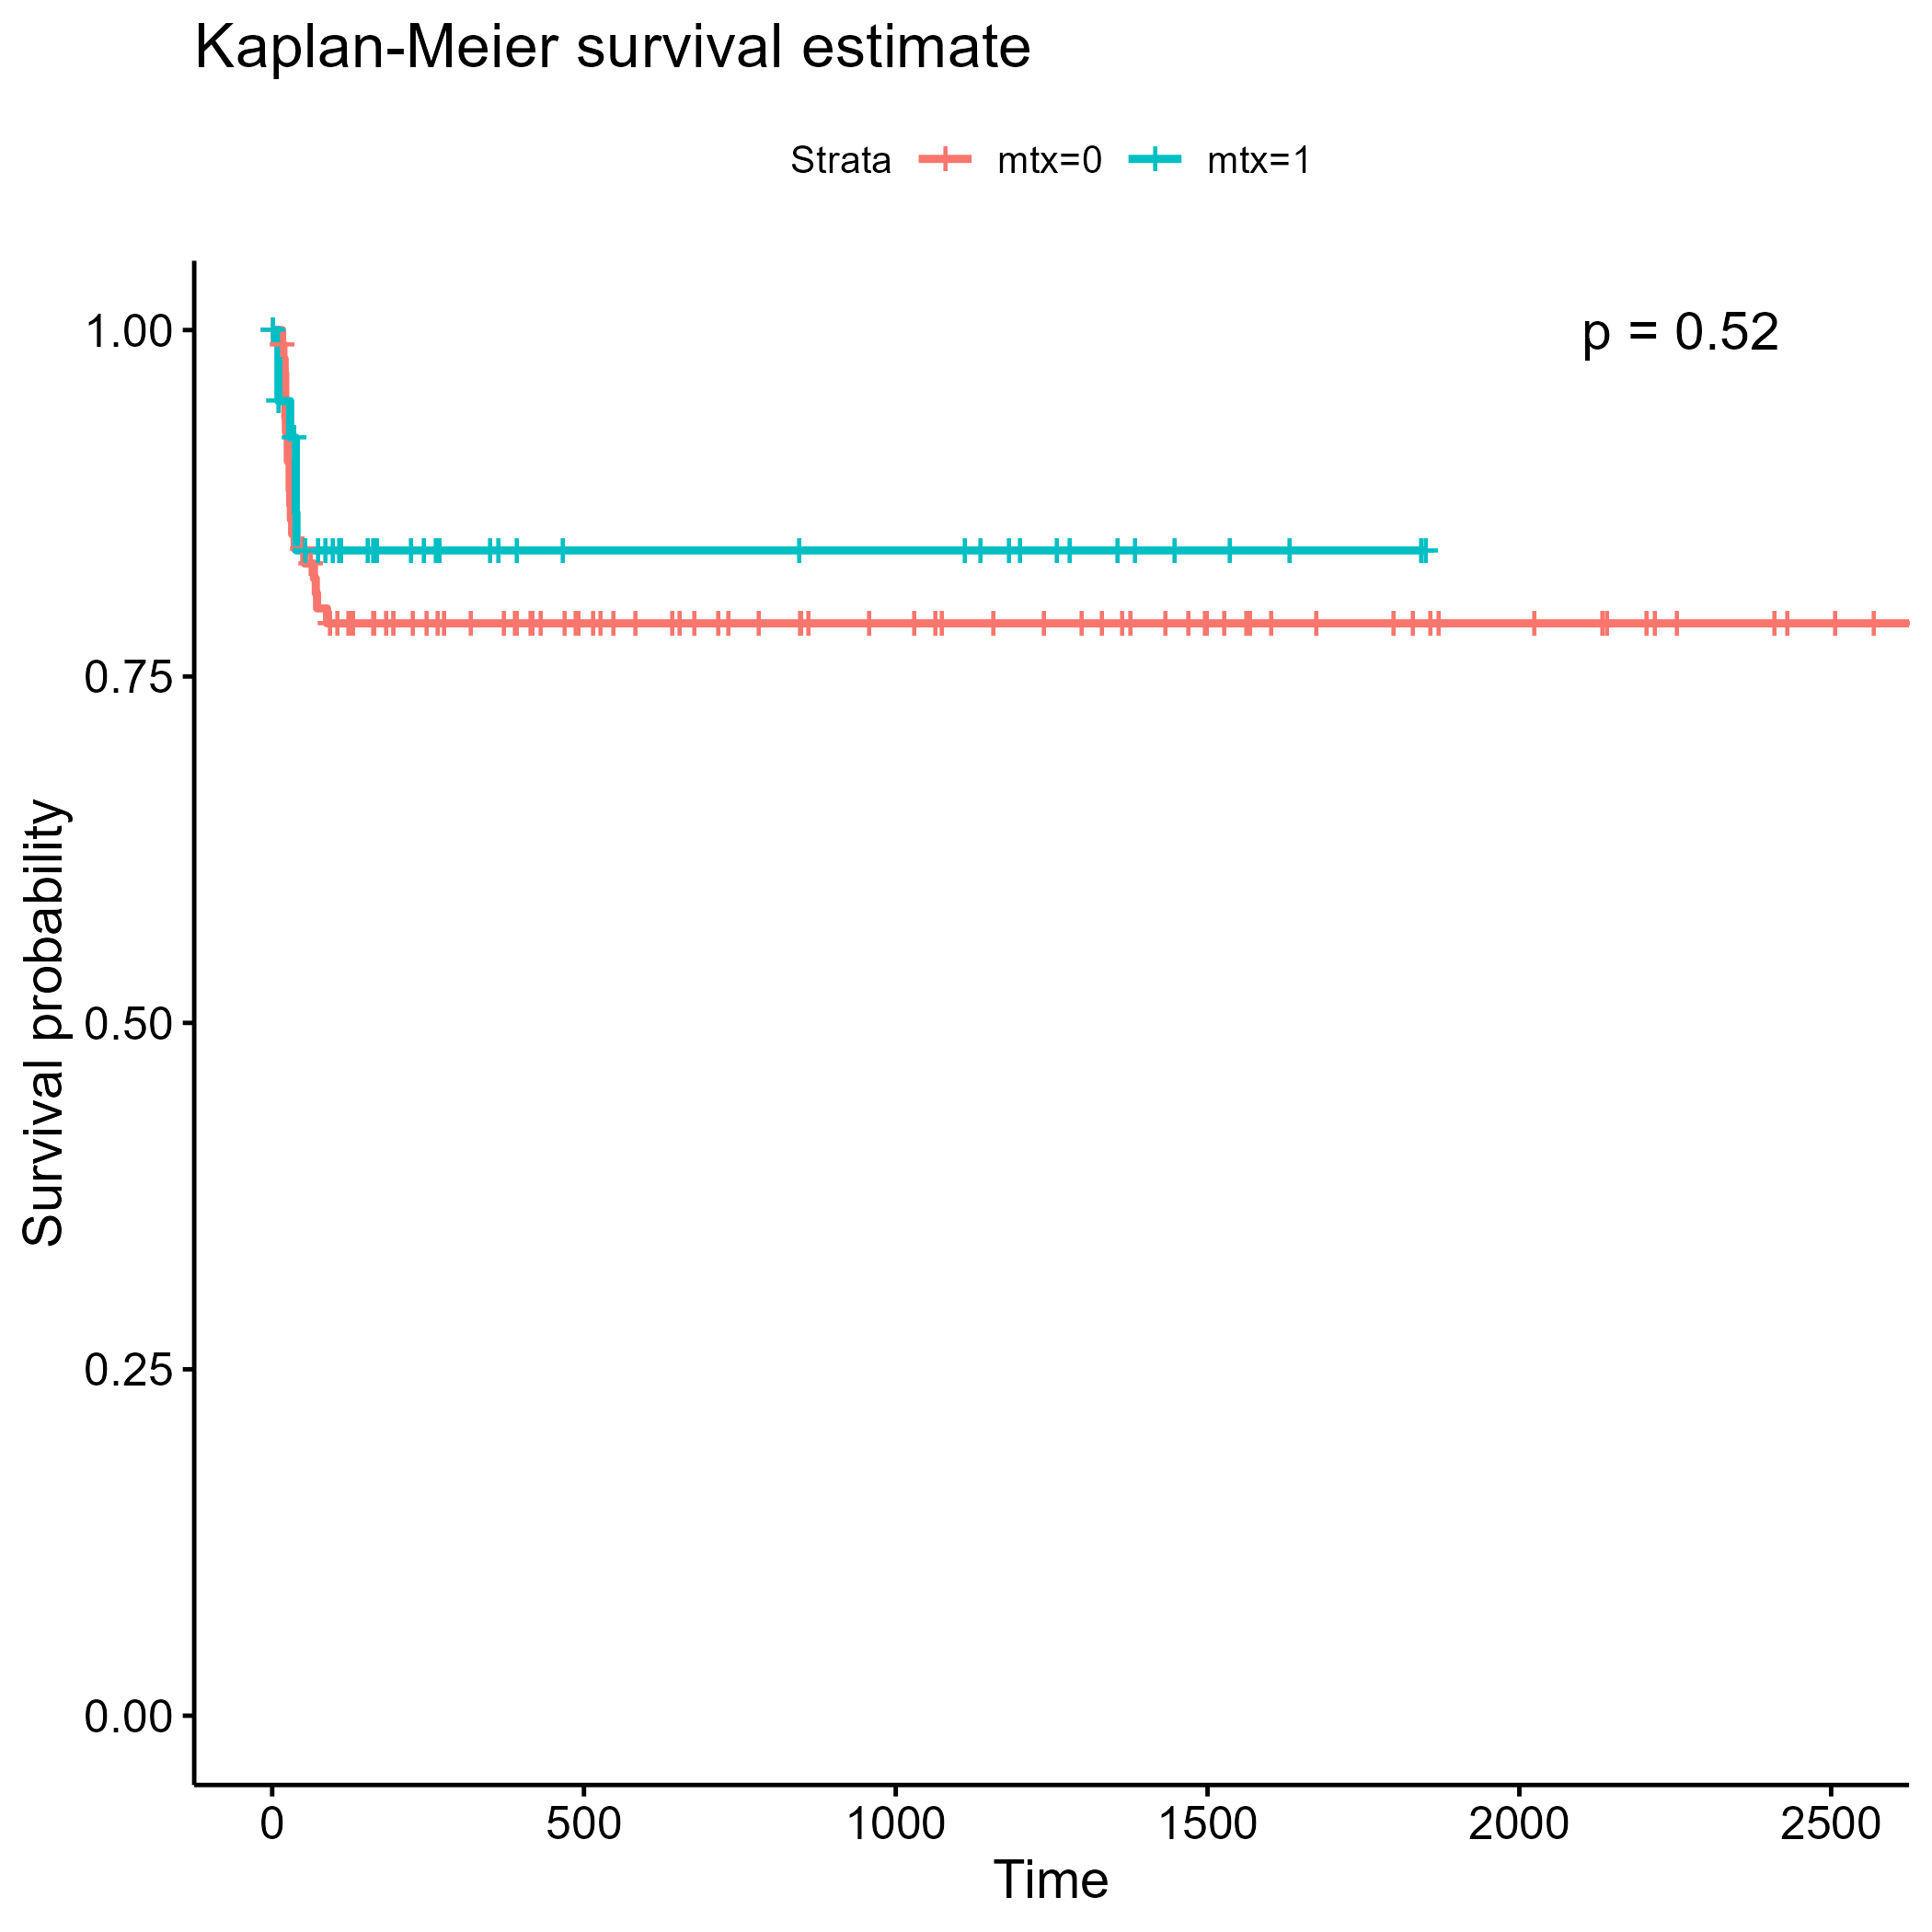 Kaplan-Meier survival estimate
Strata mtx=0 mtx=1
p = 0.52
1.00
0.75
0.50
0.25
0.00
Survival probability
0 500 1000 1500 2000 2500
Time